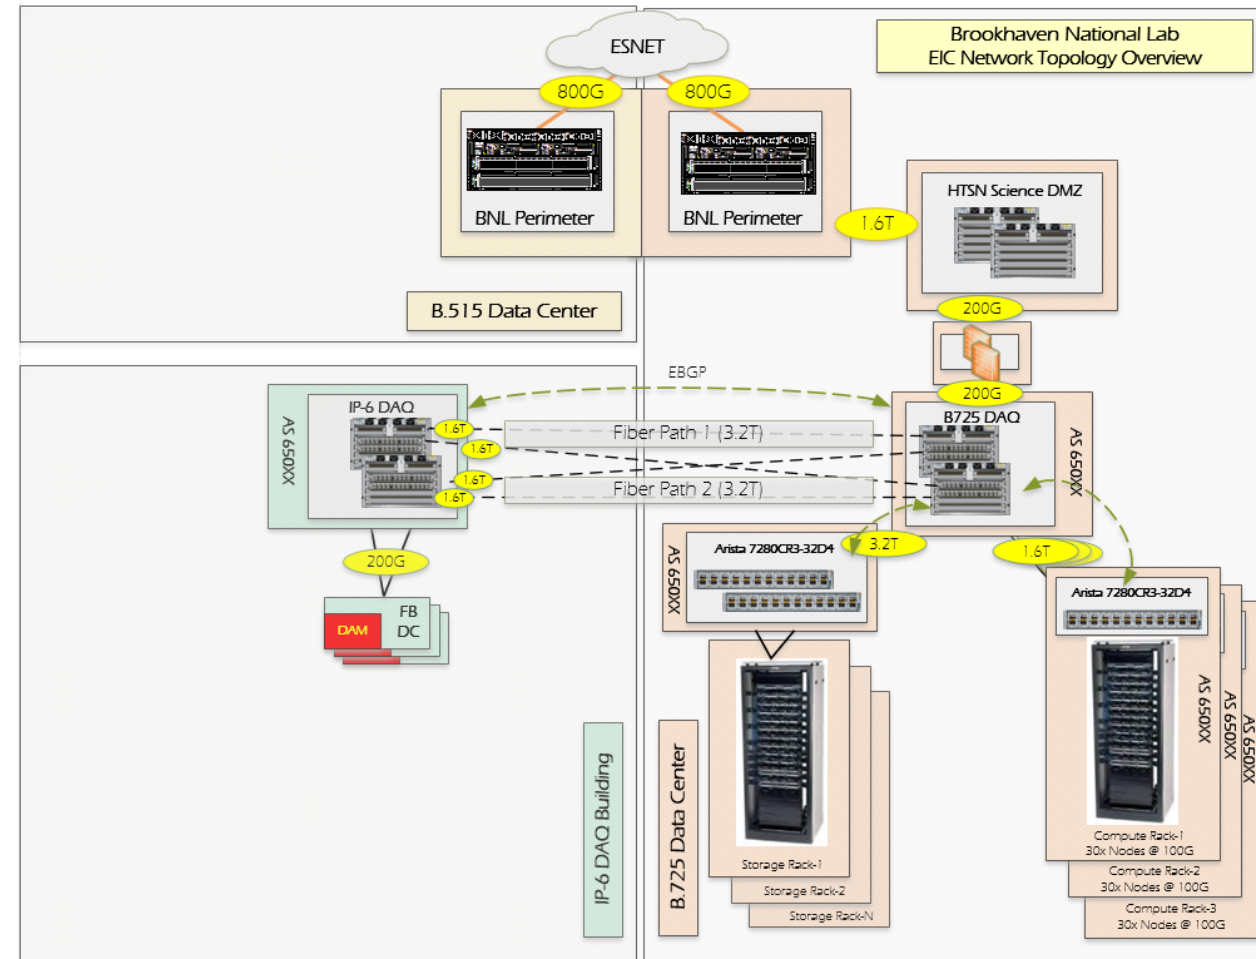 Brookhaven National Lab
EIC Network Topology Overview
ESNET
800G
800G
BNL Perimeter
BNL Perimeter
1.6T
HTSN Science DMZ
B.515 Data Center
200G
200G
EBGP
AS 650XX
IP-6 DAQ
1.6T
1.6T
1.6T
1.6T
Fiber Path 1 (3.2T)
Fiber Path 2 (3.2T)
B725 DAQ
AS 650XX
200G
FB
DC
DAM
3.2T
1.6T
AS 650XX
Arista 7280CR3-32D4
Arista 7280CR3-32D4
AS 650XX
AS 650XX
AS 650XX
IP-6 DAQ Building
B.725 Data Center
Storage Rack-1
Storage Rack-2
Storage Rack-N
Compute Rack-1
30x Nodes @ 100G
Compute Rack-2
30x Nodes @ 100G
Compute Rack-3
30x Nodes @ 100G